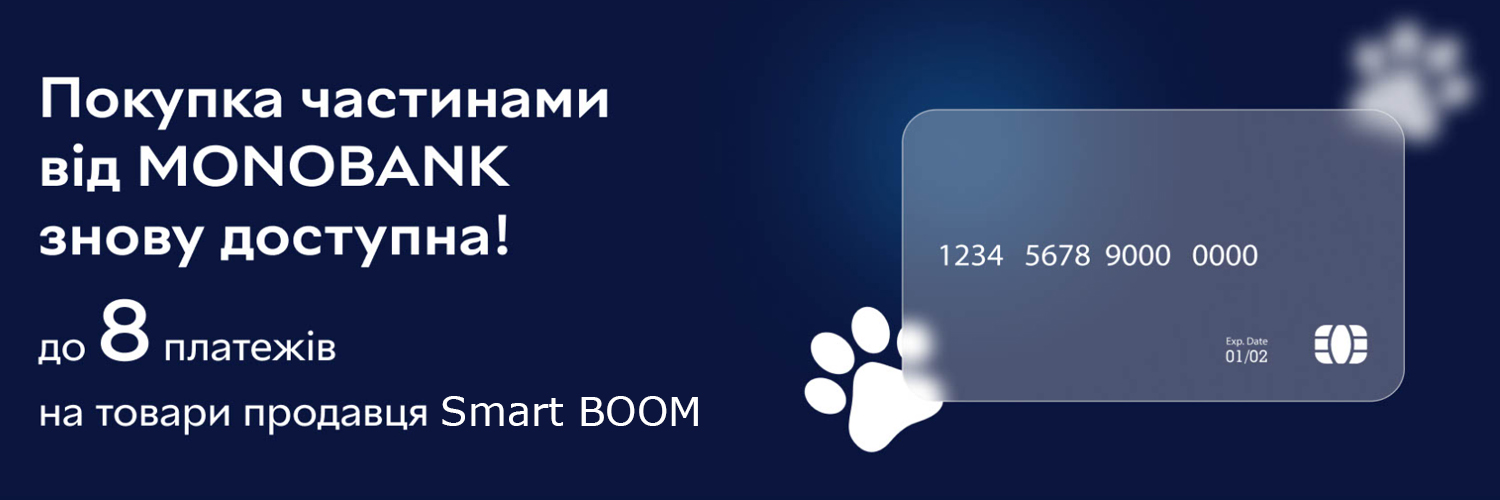 Покупка частинами
від MONOBANK
знову доступна!
до 8 платежів
на товари продавця Smart BOOM
1234 5678 9000 0000
Exp. Date
01/02